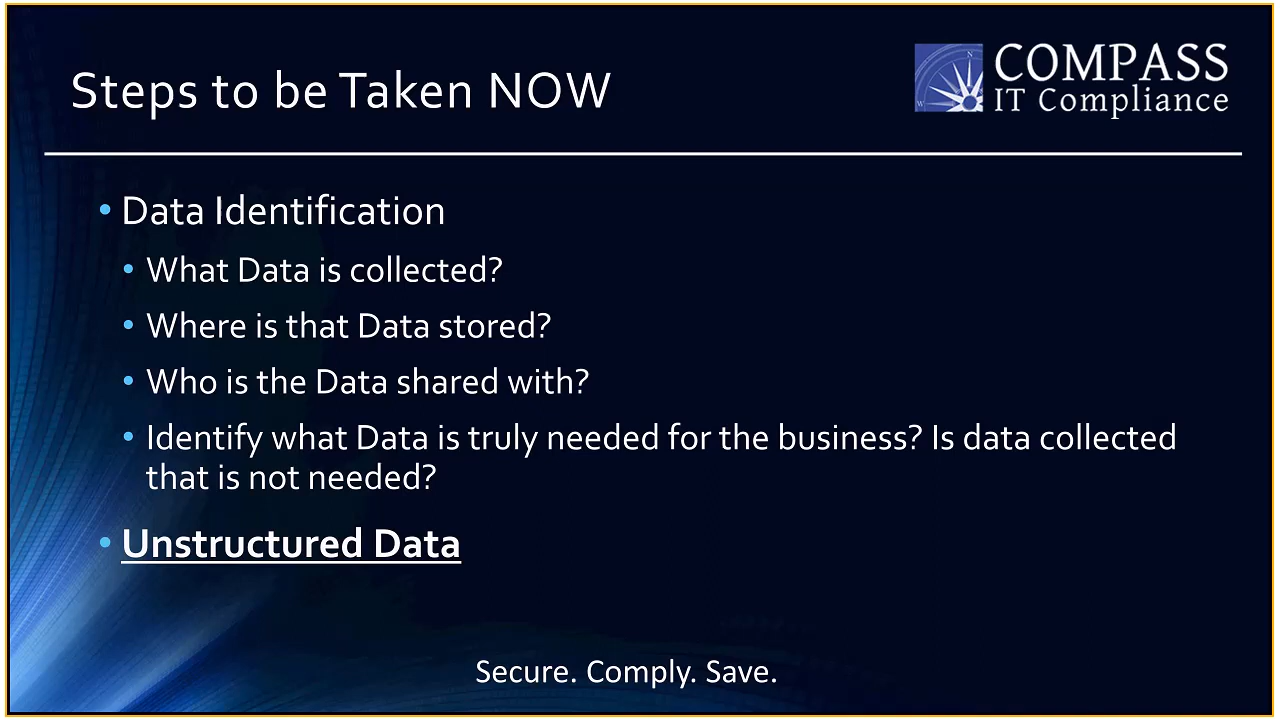 Steps to be Taken NOW
COMPASS
IT Compliance
N
W
• Data Identification
• What Data is collected?
• Where is that Data stored?
• Who is the Data shared with?
• Identify what Data is truly needed for the business? Is data collected
that is not needed?
• Unstructured Data
Secure. Comply. Save.